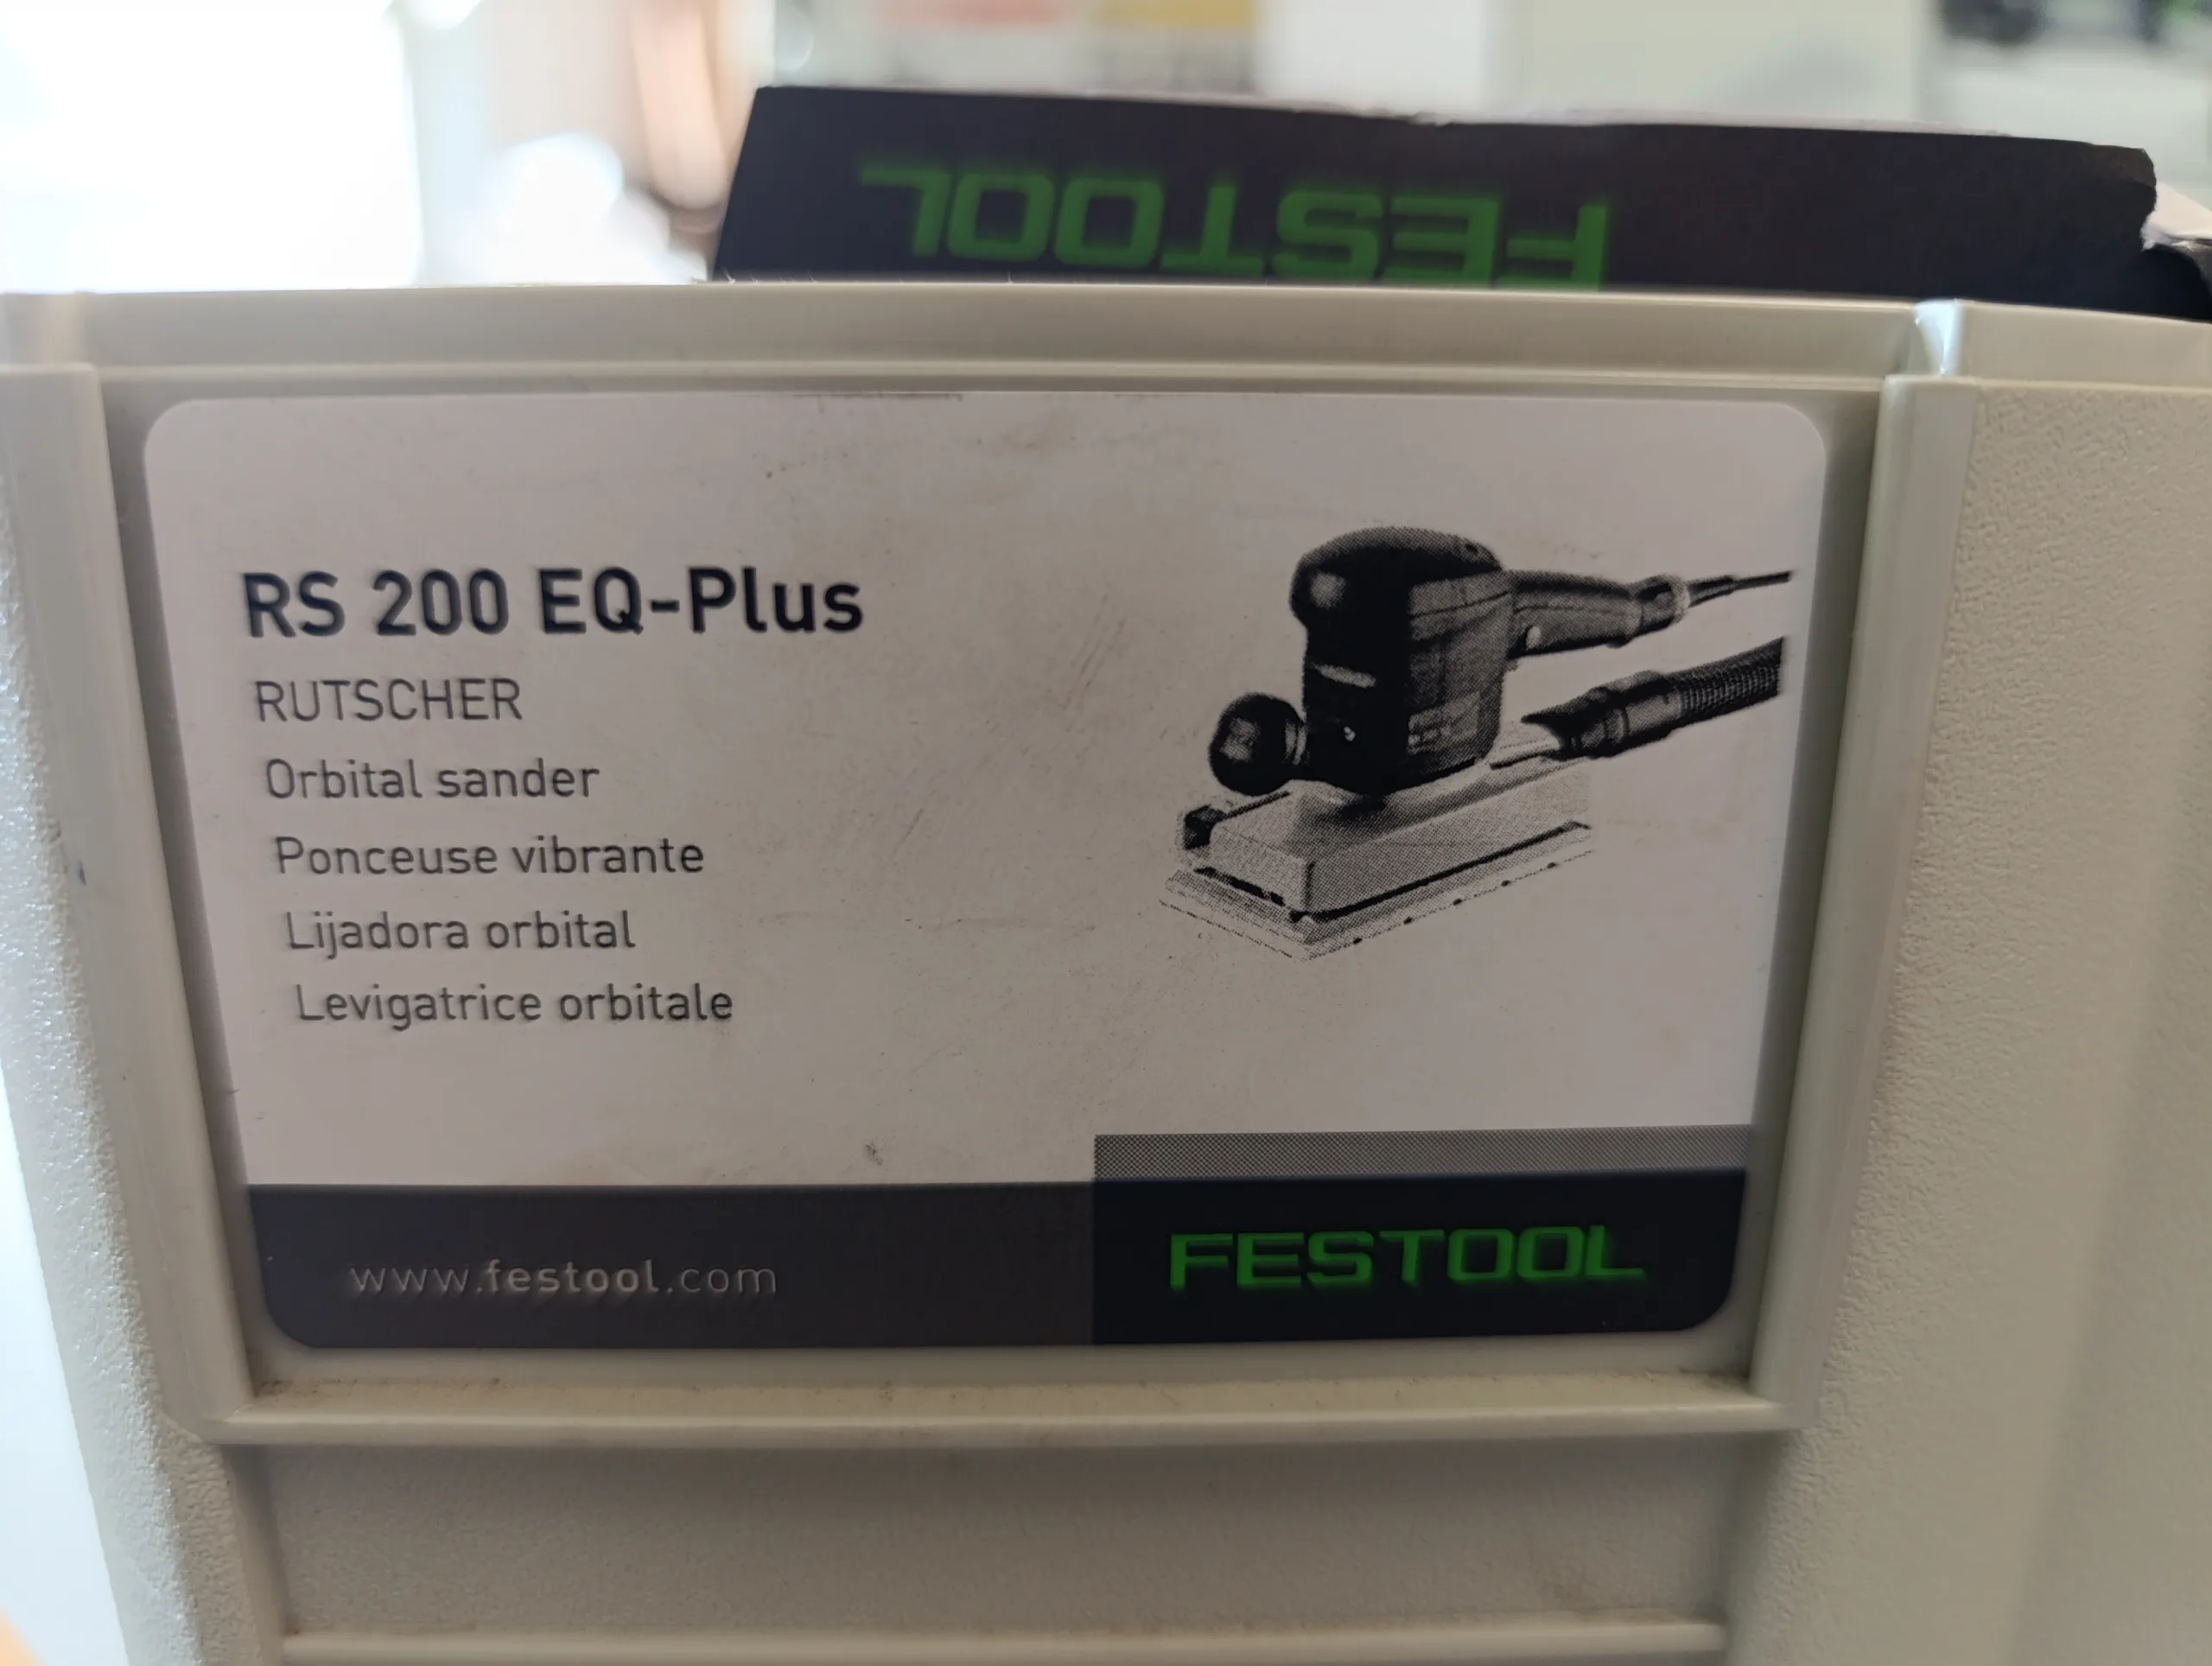 FESTOOL
RS 200 EQ-Plus
RUTSCHER
Orbital sander
Ponceuse vibrante
Lijadora orbital
Levigatrice orbitale
www.festool.com
FESTOOL